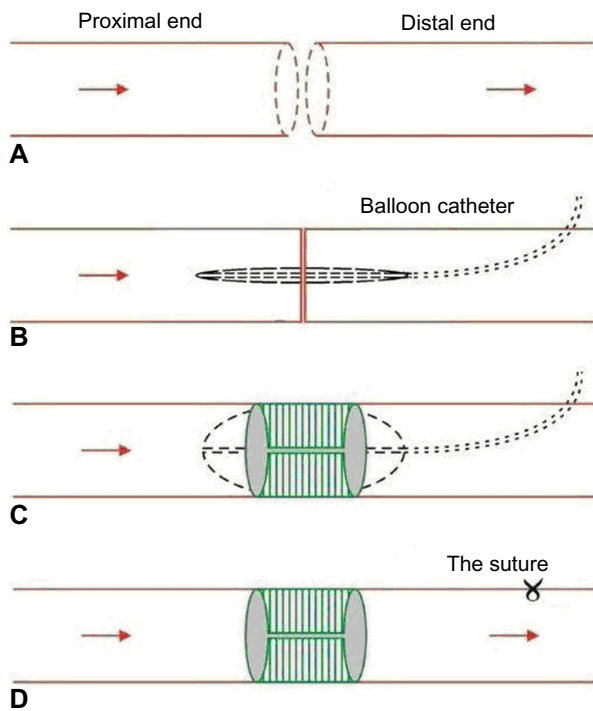 Proximal end
Distal end
A
Balloon catheter
B
C
The suture
D